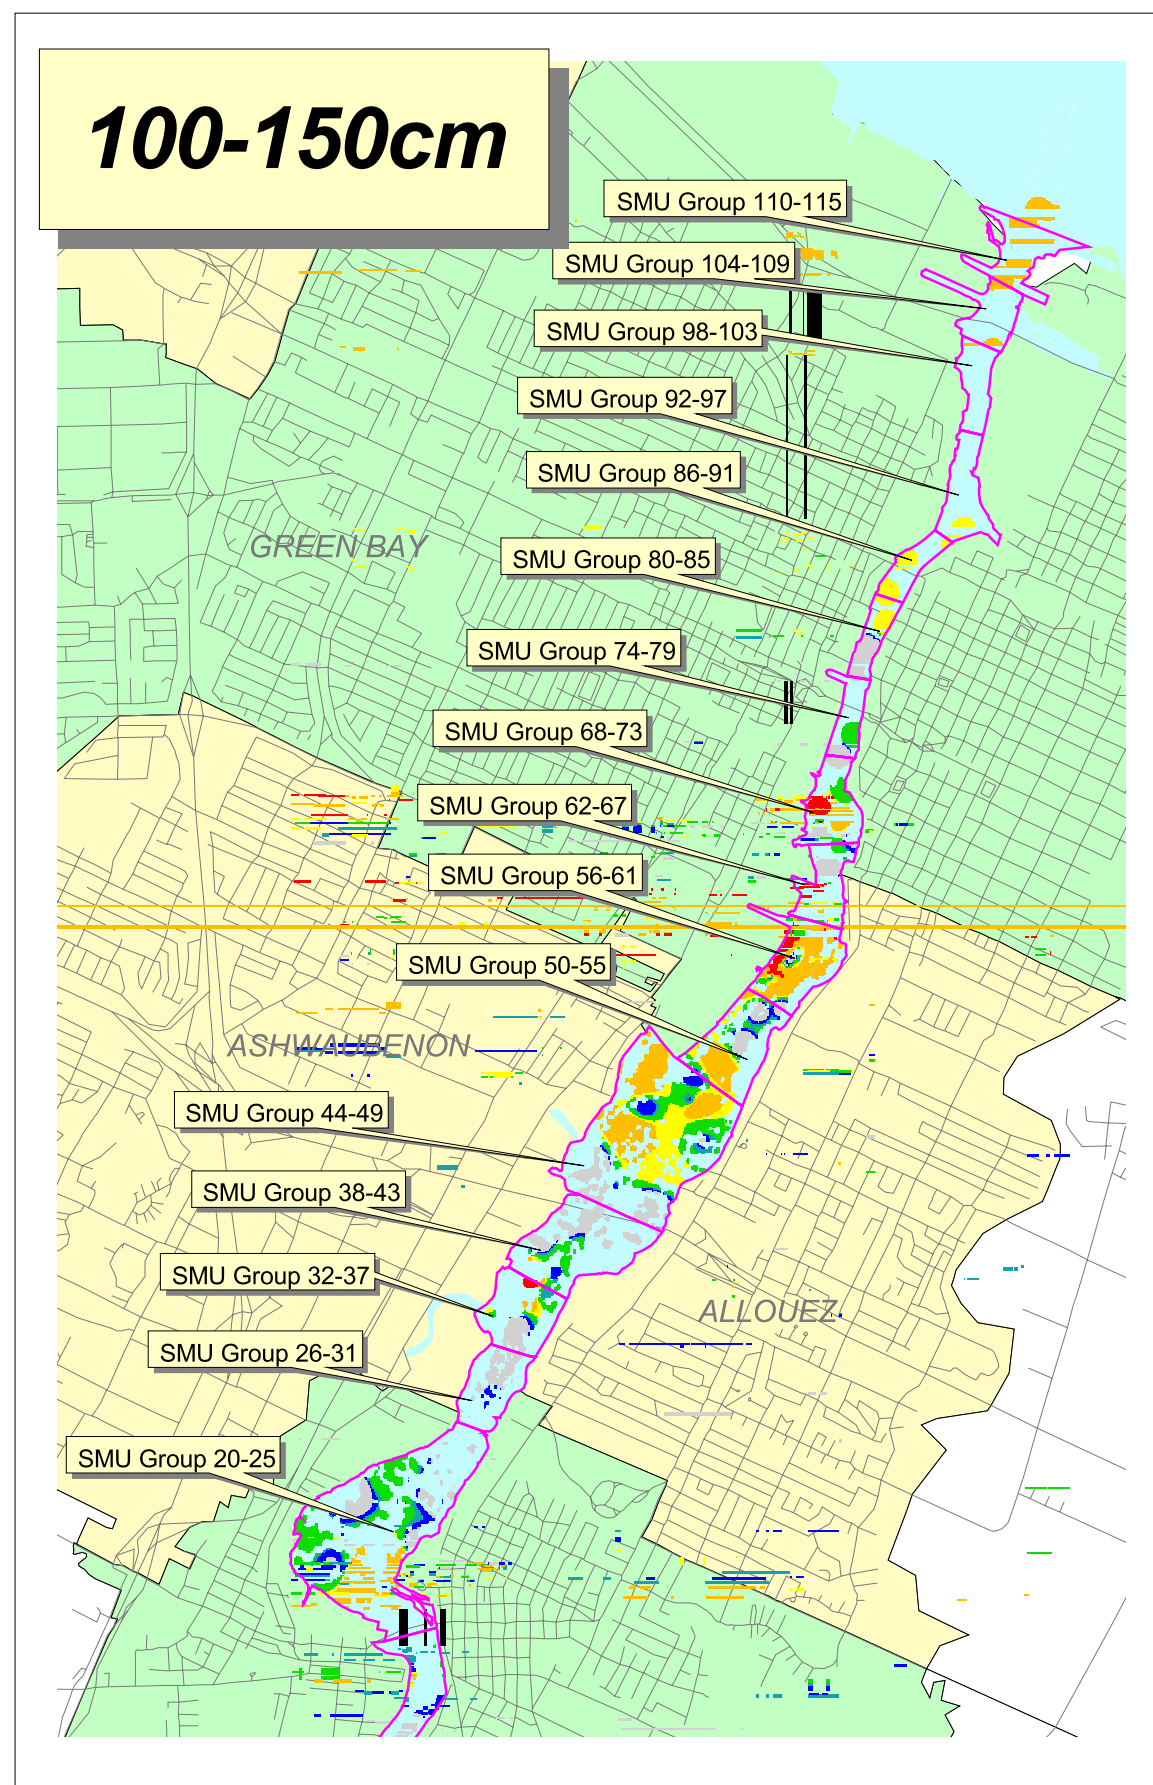 100-150cm
SMU Group 110-115
SMU Group 104-109
SMU Group 98-103
SMU Group 92-97
SMU Group 86-91
GREEN BAY
SMU Group 80-85
SMU Group 74-79
SMU Group 68-73
SMU Group 62-67
SMU Group 56-61
SMU Group 50-55
ASHWAUBENON
SMU Group 44-49
SMU Group 38-43
SMU Group 32-37
ALLOUEZ
SMU Group 26-31
SMU Group 20-25